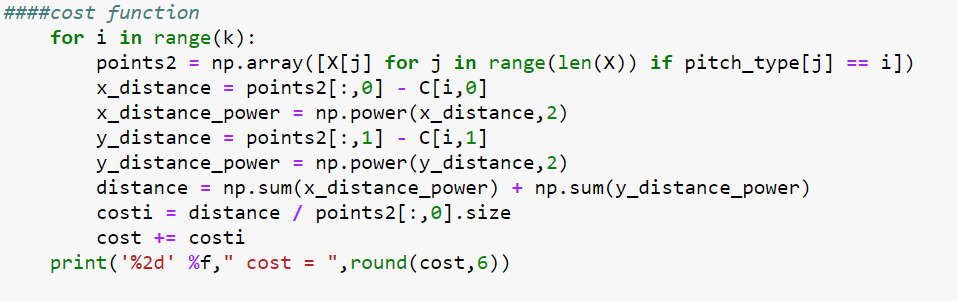 ####cost function
    for i in range(k):
        points2 = np.array([X[j] for j in range(len(X)) if pitch_type[j] == i])
        x_distance = points2[:,0] - C[i,0]
        x_distance_power = np.power(x_distance,2)
        y_distance = points2[:,1] - C[i,1]
        y_distance_power = np.power(y_distance,2)
        distance = np.sum(x_distance_power) + np.sum(y_distance_power)
        costi = distance / points2[:,0].size
        cost += costi
    print('%2d' %f," cost = ",round(cost,6))